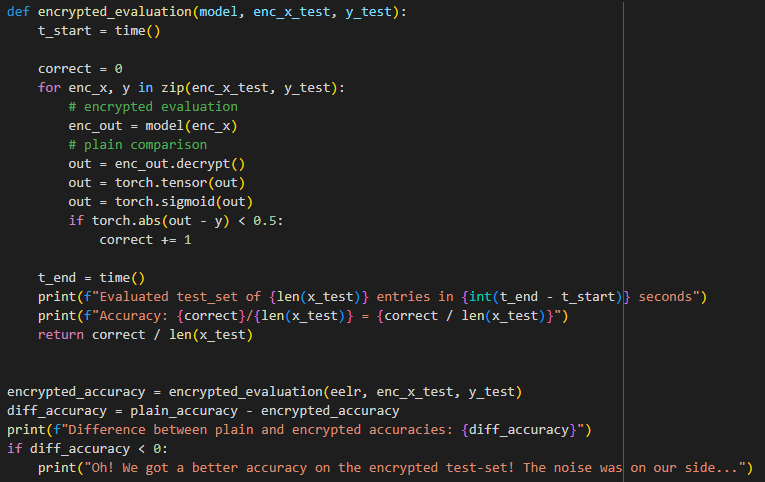 def encrypted_evaluation(model, enc_x_test, y_test):
    t_start = time()

    correct = 0
    for enc_x, y in zip(enc_x_test, y_test):
        # encrypted evaluation
        enc_out = model(enc_x)
        # plain comparison
        out = enc_out.decrypt()
        out = torch.tensor(out)
        out = torch.sigmoid(out)
        if torch.abs(out - y) < 0.5:
            correct += 1

    t_end = time()
    print(f"Evaluated test_set of {len(x_test)} entries in {int(t_end - t_start)} seconds")
    print(f"Accuracy: {correct}/{len(x_test)} = {correct / len(x_test)}")
    return correct / len(x_test)


encrypted_accuracy = encrypted_evaluation(eelr, enc_x_test, y_test)
diff_accuracy = plain_accuracy - encrypted_accuracy
print(f"Difference between plain and encrypted accuracies: {diff_accuracy}")
if diff_accuracy < 0:
    print("Oh! We got a better accuracy on the encrypted test-set! The noise was on our side...")